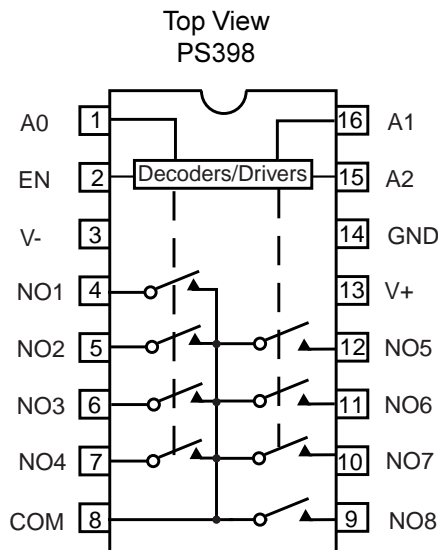 Top View
PS398
A0 1 16 A1
EN 2 Decoders/Drivers 15 A2
V- 3 14 GND
NO1 4 13 V+
NO2 5 12 NO5
NO3 6 11 NO6
NO4 7 10 NO7
COM 8 9 NO8